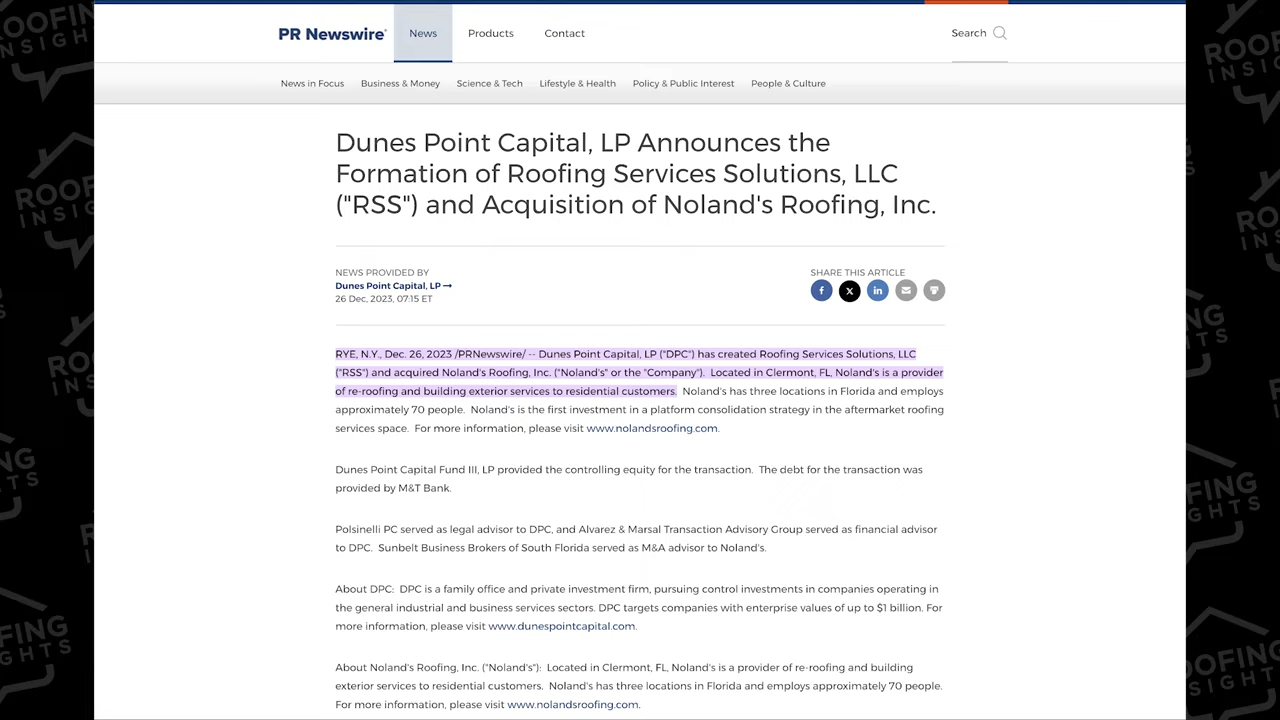 PR Newswire®
News
Products
Contact
Search
News in Focus
Business & Money
Science & Tech
Lifestyle & Health
Policy & Public Interest
People & Culture
Dunes Point Capital, LP Announces the
Formation of Roofing Services Solutions, LLC
("RSS") and Acquisition of Noland's Roofing, Inc.
NEWS PROVIDED BY
Dunes Point Capital, LP
26 Dec, 2023, 07:15 ET
SHARE THIS ARTICLE
RYE, N.Y., Dec. 26, 2023 /PRNewswire/ -- Dunes Point Capital, LP ("DPC") has created Roofing Services Solutions, LLC
("RSS") and acquired Noland's Roofing, Inc. ("Noland's" or the "Company"). Located in Clermont, FL, Noland's is a provider
of re-roofing and building exterior services to residential customers. Noland's has three locations in Florida and employs
approximately 70 people. Noland's is the first investment in a platform consolidation strategy in the aftermarket roofing
services space. For more information, please visit www.nolandsroofing.com.
Dunes Point Capital Fund III, LP provided the controlling equity for the transaction. The debt for the transaction was
provided by M&T Bank.
Polsinelli PC served as legal advisor to DPC, and Alvarez & Marsal Transaction Advisory Group served as financial advisor
to DPC. Sunbelt Business Brokers of South Florida served as M&A advisor to Noland's.
About DPC: DPC is a family office and private investment firm, pursuing control investments in companies operating in
the general industrial and business services sectors. DPC targets companies with enterprise values of up to $1 billion. For
more information, please visit www.dunespointcapital.com.
About Noland's Roofing, Inc. ("Noland's"): Located in Clermont, FL, Noland's is a provider of re-roofing and building
exterior services to residential customers. Noland's has three locations in Florida and employs approximately 70 people.
For more information, please visit www.nolandsroofing.com.
ROOFING
INSIGHTS